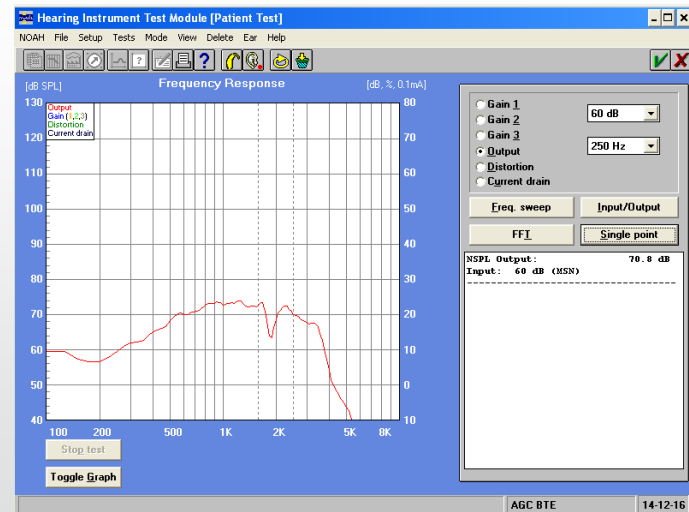 Hearing Instrument Test Module [Patient Test]
NOAH File Setup Tests Mode View Delete Ear Help
[dB SPL] Frequency Response [dB, %, 0.1mA]
Output
Gain (1,2,3)
Distortion
Current drain
130 80
120 70
110 60
100 50
90 40
80 30
70 20
60 10
50 0
40 10
100 200 500 1K 2K 5K 8K
Stop test
Toggle Graph
Gain 1
Gain 2
Gain 3
Output
Distortion
Current drain
60 dB
250 Hz
Freq. sweep Input/Output
FFT Single point
NSPL Output: 70.8 dB
Input: 60 dB (MSN)
----------------------------------------
AGC BTE 14-12-16